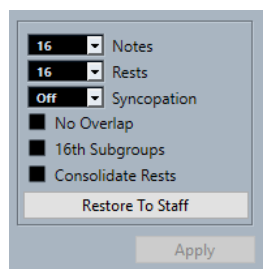 16 Notes
16 Rests
Off Syncopation
No Overlap
16th Subgroups
Consolidate Rests
Restore To Staff
Apply